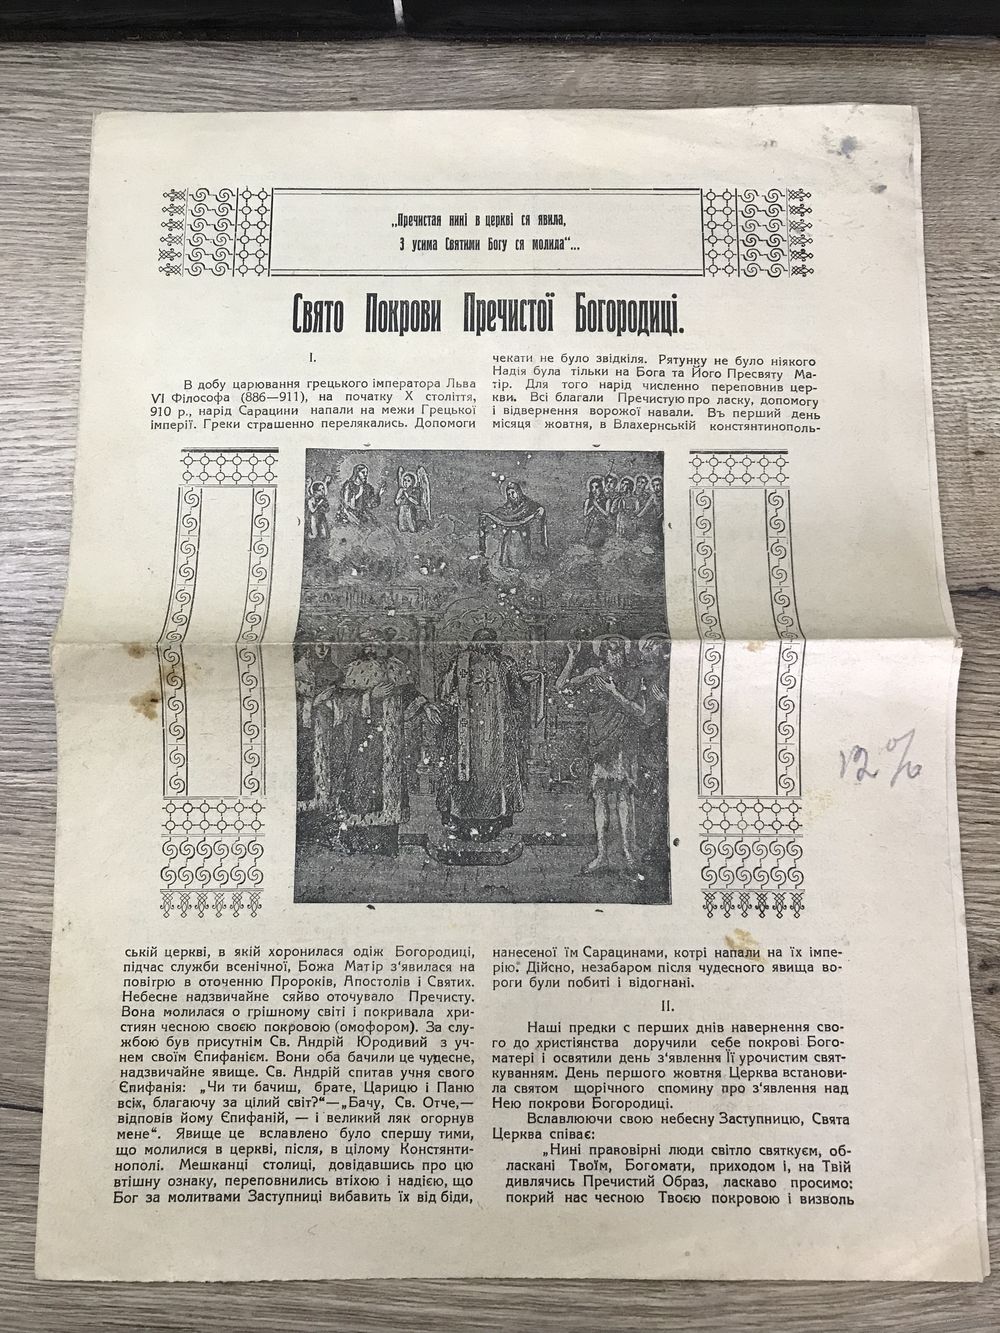 „Пречистая нині в церкві ся явила,
З усима Святими Богу ся молила“...
Свято Покрови Пречистої Богородиці.
I.
В добу царювання грецького імператора Льва
VI Філософа (886—911), на початку X століття,
910 р., нарід Сарацини напали на межи Грецької
імперії. Греки страшенно перелякались. Допомоги
чекати не було звідкіля. Рятунку не було ніякого
Надія була тільки на Бога та Його Пресвяту Ма-
тір. Для того нарід численно переповнив цер-
кви. Всі благали Пречистую про ласку, допомогу
і відвернення ворожої навали. Въ перший день
місяця жовтня, в Влахернській констянтинополь-
ській церкві, в якій хоронилася одіж Богородиці,
підчас служби всенічної, Божа Матір з‘явилася на
повігрю в оточенню Пророків, Апостолів і Святих.
Небесне надзвичайне сяйво оточувало Пречисту.
Вона молилася о грішному світі і покривала хри-
стиян чесною своєю покровою (омофором). За слу-
жбою був присутнім Св. Андрій Юродивий з уч-
нем своїм Єпифанієм. Вони оба бачили це чудесне,
надзвичайне явище. Св. Андрій спитав учня свого
Єпифанія: „Чи ти бачиш, брате, Царицю і Паню
всіх, благаючу за цілий світ?“—„Бачу, Св. Отче,—
відповів йому Єпифаній, — і великий ляк огорнув
мене“. Явище це вславлено було спершу тими,
що молилися в церкві, після, в цілому Констянти-
нополі. Мешканці столиці, довідавшись про цю
втішну ознаку, переповнились втіхою і надією, що
Бог за молитвами Заступниці вибавить їх від біди,
нанесеної їм Сарацинами, котрі напали на їх імпе-
рію. Дійсно, незабаром після чудесного явища во-
роги були побиті і відогнані.
II.
Наші предки с перших днів навернення сво-
го до християнства доручили себе покрові Бого-
матері і освятили день з‘явлення Її урочистим свят-
куванням. День першого жовтня Церква встанови-
ла святом щорічного спомину про з‘явлення над
Нею покрови Богородиці.
Вславлюючи свою небесну Заступницю, Свята
Церква співає:
„Нині правовірні люди світло святкуєм, об-
ласкані Твоїм, Богомати, приходом і, на Твій
дивлячись Пречистий Образ, ласкаво просимо:
покрий нас чесною Твоєю покровою і визволь
12%